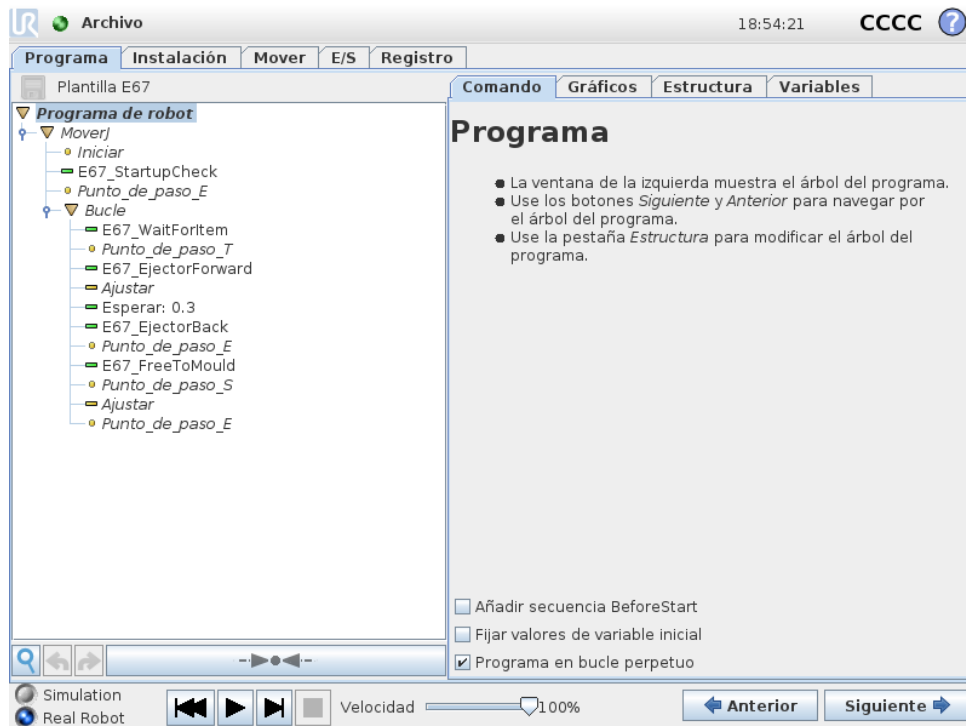 UR Archivo 18:54:21 CCCC ?
Programa Instalación Mover E/S Registro
Plantilla E67
Programa de robot
MoverJ
Iniciar
E67_StartupCheck
Punto_de_paso_E
Bucle
E67_WaitForItem
Punto_de_paso_T
E67_EjectorForward
Ajustar
Esperar: 0.3
E67_EjectorBack
Punto_de_paso_E
E67_FreeToMould
Punto_de_paso_S
Ajustar
Punto_de_paso_E
Comando Gráficos Estructura Variables
Programa
La ventana de la izquierda muestra el árbol del programa.
Use los botones Siguiente y Anterior para navegar por
el árbol del programa.
Use la pestaña Estructura para modificar el árbol del
programa.
Añadir secuencia BeforeStart
Fijar valores de variable inicial
Programa en bucle perpetuo
Simulation
Real Robot
Velocidad 100%
Anterior Siguiente